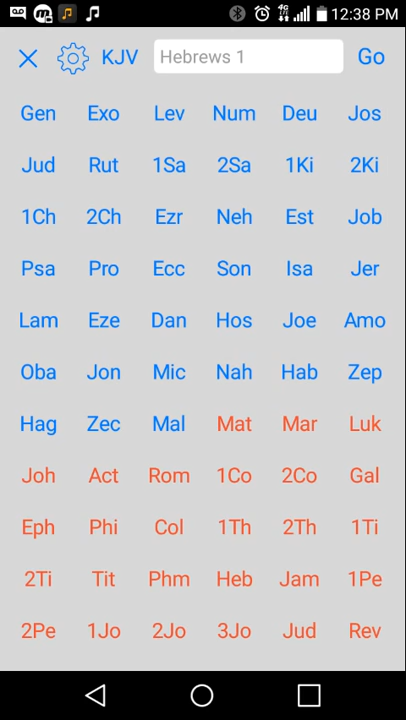 4G
12:38 PM
KJV Hebrews 1 Go
Gen Exo Lev Num Deu Jos
Jud Rut 1Sa 2Sa 1Ki 2Ki
1Ch 2Ch Ezr Neh Est Job
Psa Pro Ecc Son Isa Jer
Lam Eze Dan Hos Joe Amo
Oba Jon Mic Nah Hab Zep
Hag Zec Mal Mat Mar Luk
Joh Act Rom 1Co 2Co Gal
Eph Phi Col 1Th 2Th 1Ti
2Ti Tit Phm Heb Jam 1Pe
2Pe 1Jo 2Jo 3Jo Jud Rev